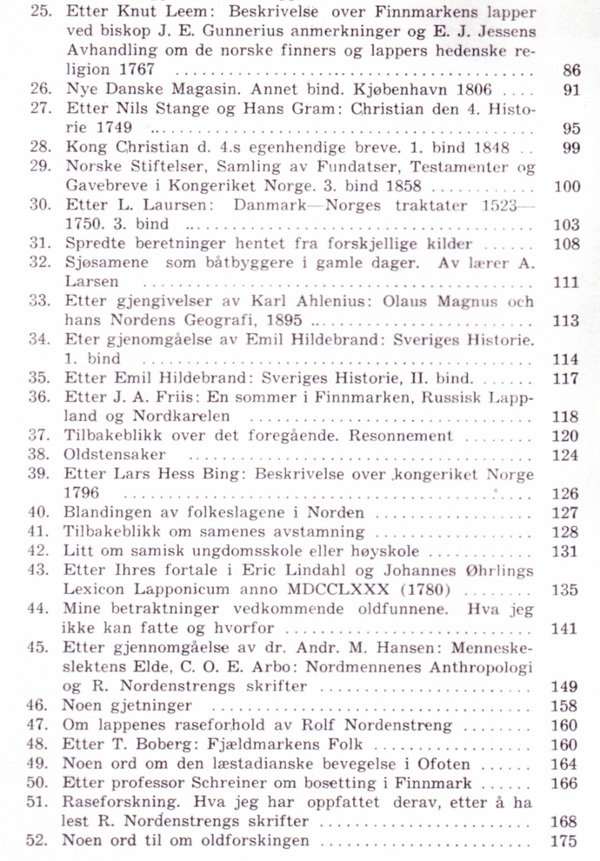 25. Etter Knut Leem: Beskrivelse over Finnmarkens lapper
ved biskop J. E. Gunnerius anmerkninger og E. J. Jessens
Avhandling om de norske finners og lappers hedenske re-
ligion 1767 .................... 86
26. Nye Danske Magasin. Annet bind. Kjøbenhavn 1806 .... 91
27. Etter Nils Stange og Hans Gram: Christian den 4. Histo-
rie 1749 .................... 95
28. Kong Christian d. 4.s egenhendige breve. 1. bind 1848 .. 99
29. Norske Stiftelser, Samling av Fundatser, Testamenter og
Gavebreve i Kongeriket Norge. 3. bind 1858 ............ 100
30. Etter L. Laursen: Danmark—Norges traktater 1523—
1750. 3. bind .................... 103
31. Spredte beretninger hentet fra forskjellige kilder ...... 108
32. Sjøsamene som båtbyggere i gamle dager. Av lærer A.
Larsen .................... 111
33. Etter gjengivelser av Karl Ahlenius: Olaus Magnus och
hans Nordens Geografi, 1895 .................... 113
34. Eter gjenomgåelse av Emil Hildebrand: Sveriges Historie.
1. bind .................... 114
35. Etter Emil Hildebrand: Sveriges Historie, II. bind. ...... 117
36. Etter J. A. Friis: En sommer i Finnmarken, Russisk Lapp-
land og Nordkarelen .................... 118
37. Tilbakeblikk over det foregående. Resonnement ........ 120
38. Oldstensaker .................... 124
39. Etter Lars Hess Bing: Beskrivelse over kongeriket Norge
1796 .................... 126
40. Blandingen av folkeslagene i Norden .................. 127
41. Tilbakeblikk om samenes avstamning .................. 128
42. Litt om samisk ungdomsskole eller høyskole ............ 131
43. Etter Ihres fortale i Eric Lindahl og Johannes Øhrlings
Lexicon Lapponicum anno MDCCLXXX (1780) ........ 135
44. Mine betraktninger vedkommende oldfunnene. Hva jeg
ikke kan fatte og hvorfor .................... 141
45. Etter gjennomgåelse av dr. Andr. M. Hansen: Menneske-
slektens Elde, C. O. E. Arbo: Nordmennenes Anthropologi
og R. Nordenstrengs skrifter .................... 149
46. Noen gjetninger .................... 158
47. Om lappenes raseforhold av Rolf Nordenstreng ........ 160
48. Etter T. Boberg: Fjældmarkens Folk .................. 160
49. Noen ord om den læstadianske bevegelse i Ofoten ...... 164
50. Etter professor Schreiner om bosetting i Finnmark ...... 166
51. Raseforskning. Hva jeg har oppfattet derav, etter å ha
lest R. Nordenstrengs skrifter .................... 168
52. Noen ord til om oldforskingen .................... 175